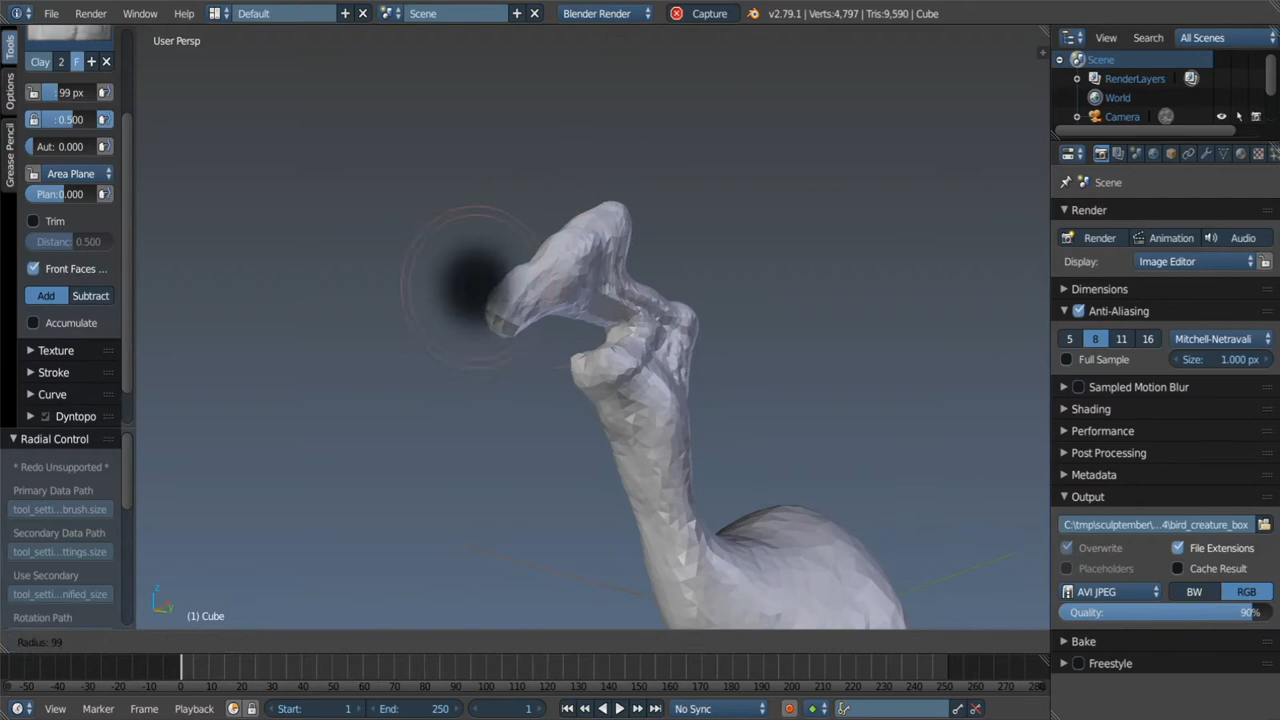 File Render Window Help Default Scene Blender Render Capture v2.79.1 | Verts:4,797 | Tris:9,590 | Cube
Tools
Options
Grease Pencil
Clay 2 F
: 99 px
: 0.500
Aut: 0.000
Area Plane
Plan:0.000
Trim
Distanc: 0.500
Front Faces ...
Add Subtract
Accumulate
Texture
Stroke
Curve
Dyntopo
Radial Control
* Redo Unsupported *
Primary Data Path
tool_setti...brush.size
Secondary Data Path
tool_setti...ttings.size
Use Secondary
tool_setti...nified_size
Rotation Path
User Persp
z
y
(1) Cube
Radius: 99
View Search All Scenes
Scene
RenderLayers
World
Camera
Scene
Render
Render Animation Audio
Display: Image Editor
Dimensions
Anti-Aliasing
5 8 11 16 Mitchell-Netravali
Full Sample Size: 1.000 px
Sampled Motion Blur
Shading
Performance
Post Processing
Metadata
Output
C:\tmp\sculptember\...4\bird_creature_box
Overwrite File Extensions
Placeholders Cache Result
AVI JPEG BW RGB
Quality: 90%
Bake
Freestyle
-50 -40 -30 -20 -10 0 10 20 30 40 50 60 70 80 90 100 110 120 130 140 150 160 170 180 190 200 210 220 230 240 250 260 270 280
View Marker Frame Playback Start: 1 End: 250 1 No Sync